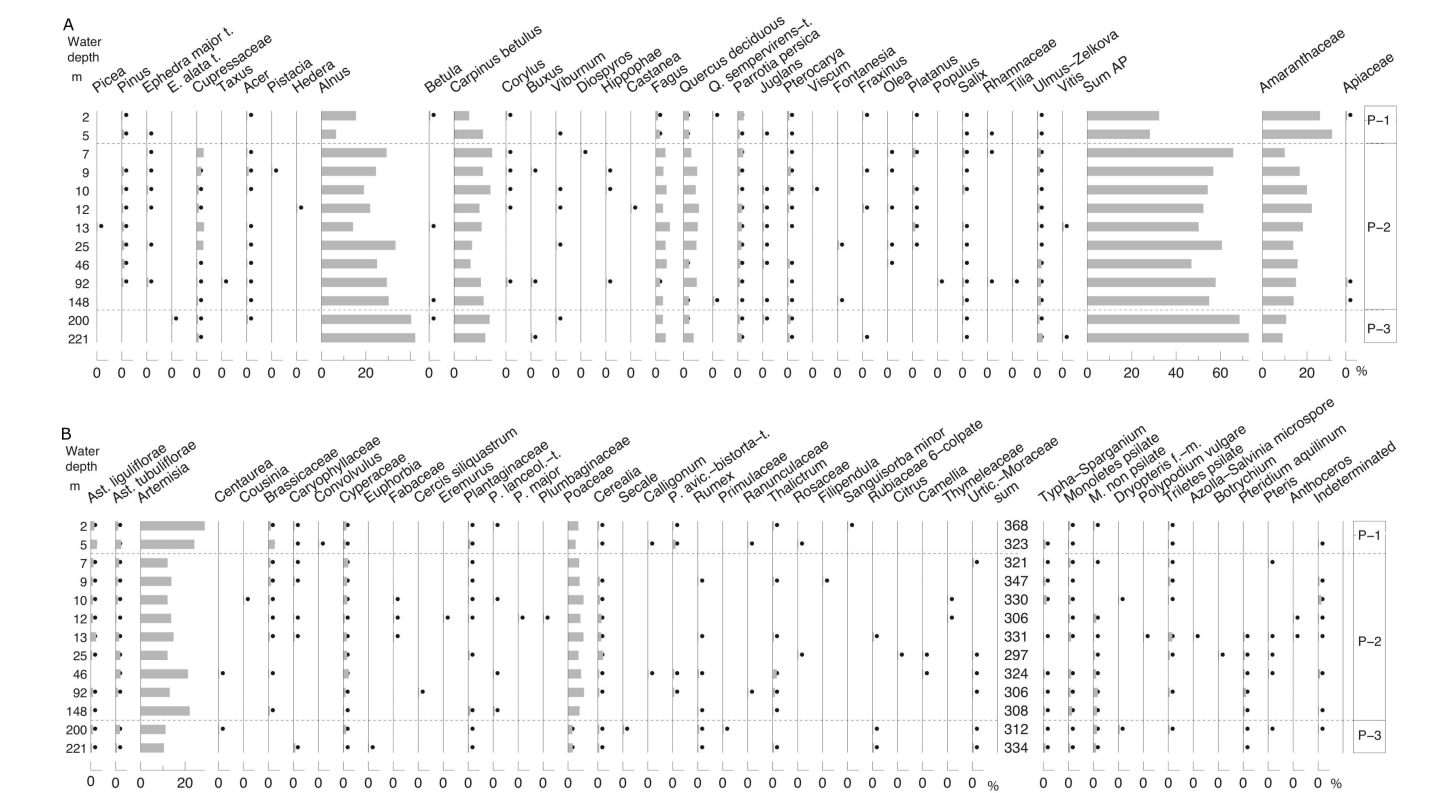 A
Water
depth
m
Picea
Pinus
Ephedra major t.
E. alata t.
Cupressaceae
Taxus
Acer
Pistacia
Hedera
Alnus
Betula
Carpinus betulus
Corylus
Buxus
Viburnum
Diospyros
Hippophae
Castanea
Fagus
Quercus deciduous
Q. sempervirens-t.
Parrotia persica
Juglans
Pterocarya
Viscum
Fontanesia
Fraxinus
Olea
Platanus
Populus
Salix
Rhamnaceae
Tilia
Ulmus-Zelkova
Vitis
Sum AP
Amaranthaceae
Apiaceae
2
5
7
9
10
12
13
25
46
92
148
200
221
P-1
P-2
P-3
0 0 0 0 0 0 0 0 0 0 20 0 0 0 0 0 0 0 0 0 0 0 0 0 0 0 0 0 0 0 0 0 0 0 0 0 0 20 40 60 0 20 0 %
B
Water
depth
m
Ast. liguliflorae
Ast. tubuliflorae
Artemisia
Centaurea
Cousinia
Brassicaceae
Caryophyllaceae
Convolvulus
Cyperaceae
Euphorbia
Fabaceae
Cercis siliquastrum
Eremurus
Plantaginaceae
P. lanceol.-t.
P. major
Plumbaginaceae
Poaceae
Cerealia
Secale
Calligonum
P. avic.-bistorta-t.
Rumex
Primulaceae
Ranunculaceae
Thalictrum
Rosaceae
Filipendula
Sanguisorba minor
Rubiaceae 6-colpate
Citrus
Camellia
Thymeleaceae
Urtic.-Moraceae
sum
Typha-Sparganium
Monoletes psilate
M. non psilate
Dryopteris f.-m.
Polypodium vulgare
Triletes psilate
Azolla-Salvinia microspore
Botrychium
Pteridium aquilinum
Pteris
Anthoceros
Indeterminated
2 368
5 323
7 321
9 347
10 330
12 306
13 331
25 297
46 324
92 306
148 308
200 312
221 334
P-1
P-2
P-3
0 0 0 20 0 0 0 0 0 0 0 0 0 0 0 0 0 0 0 0 0 0 0 0 0 0 0 0 0 0 0 0 0 0 0 % 0 0 0 0 0 0 0 0 0 0 0 0 %